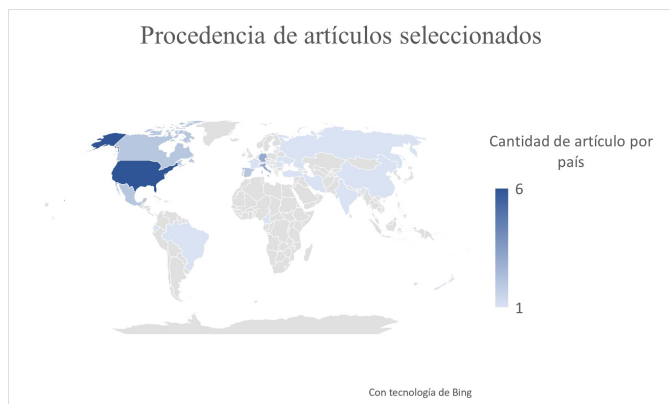 Procedencia de artículos seleccionados
Cantidad de artículo por
país
6
1
Con tecnología de Bing